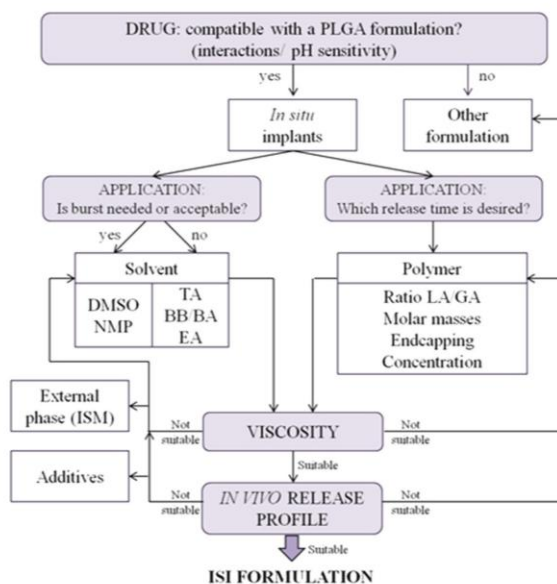 DRUG: compatible with a PLGA formulation?
(interactions/ pH sensitivity)
yes
no
In situ
implants
Other
formulation
APPLICATION:
Is burst needed or acceptable?
APPLICATION:
Which release time is desired?
yes
no
Solvent
DMSO
NMP
TA
BB/BA
EA
Polymer
Ratio LA/GA
Molar masses
Endcapping
Concentration
External
phase (ISM)
Additives
Not
suitable
VISCOSITY
Not
suitable
Suitable
Not
suitable
IN VIVO RELEASE
PROFILE
Not
suitable
Suitable
ISI FORMULATION